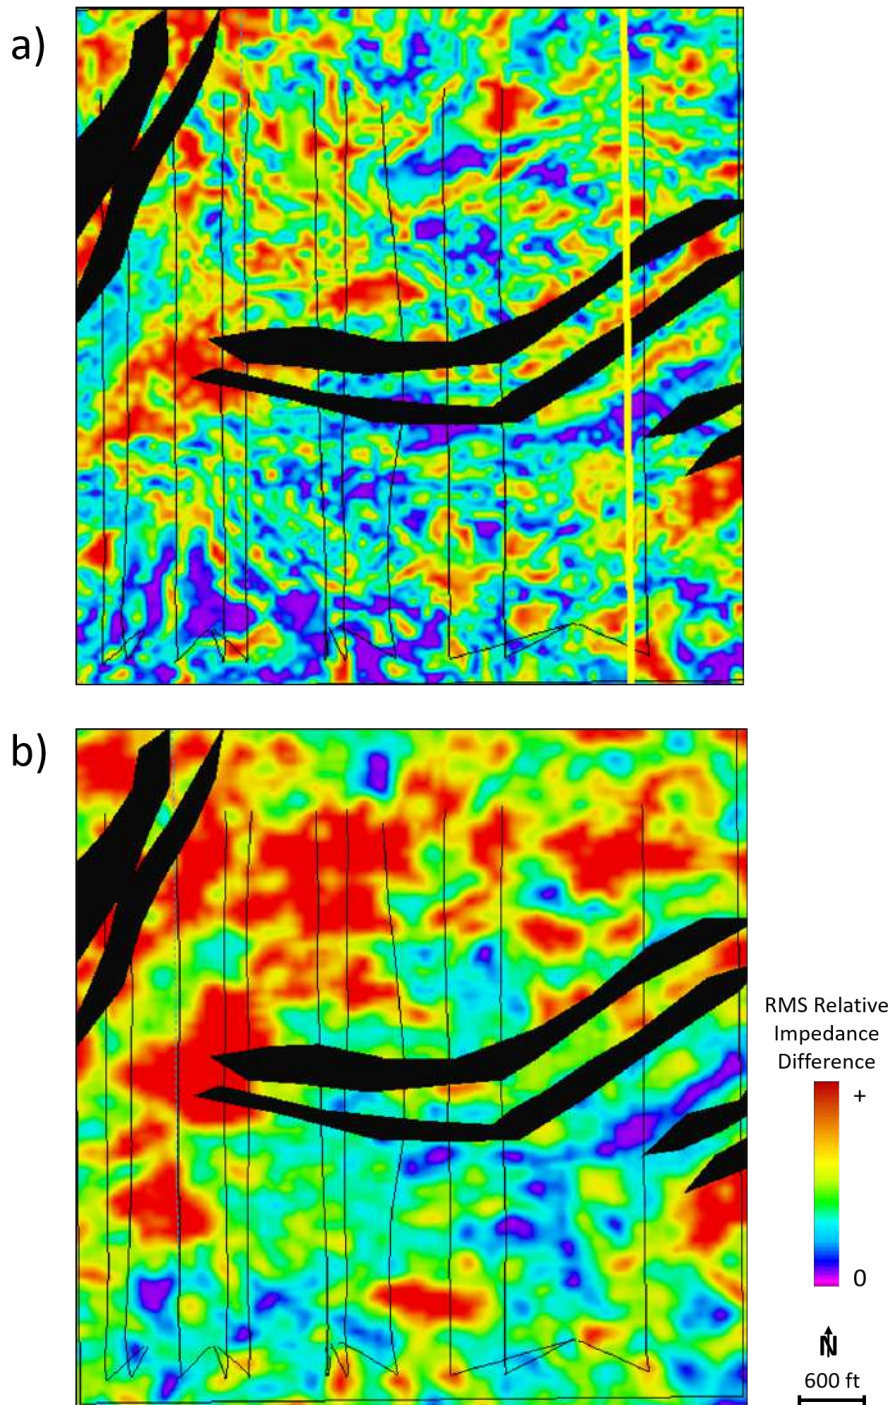 a)
b)
RMS Relative
Impedance
Difference
+
0
N
600 ft